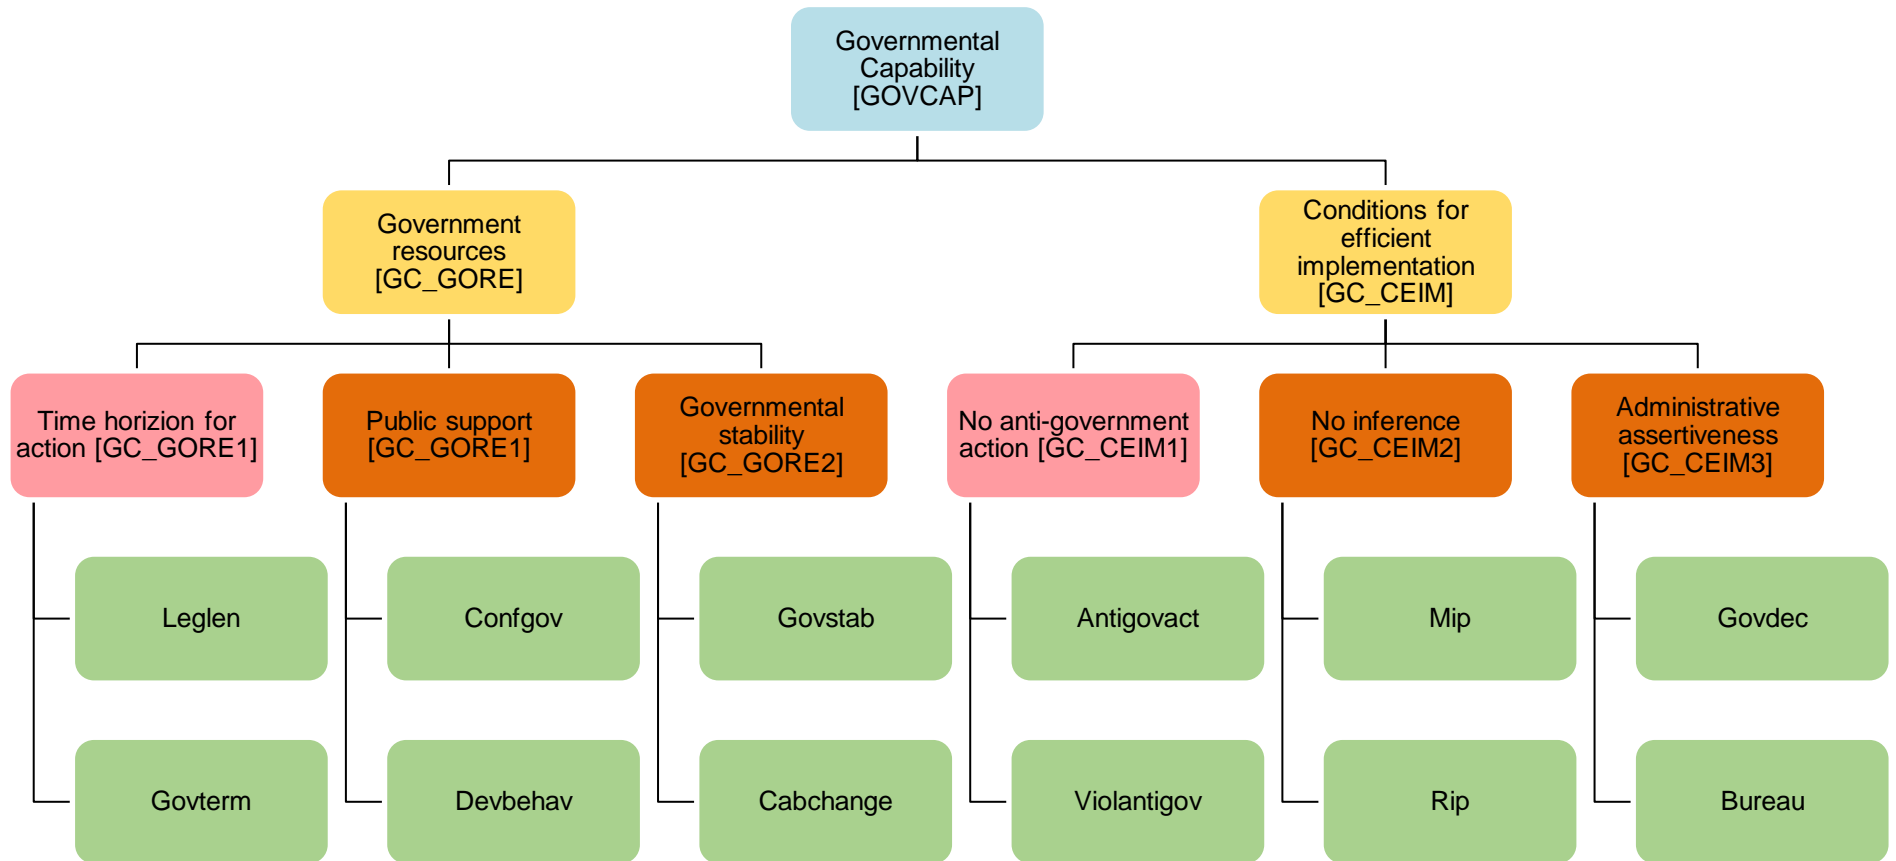 Governmental
Capability
[GOVCAP]
Government
resources
[GC_GORE]
Conditions for
efficient
implementation
[GC_CEIM]
Time horizion for
action [GC_GORE1]
Public support
[GC_GORE1]
Governmental
stability
[GC_GORE2]
No anti-government
action [GC_CEIM1]
No inference
[GC_CEIM2]
Administrative
assertiveness
[GC_CEIM3]
Leglen
Confgov
Govstab
Antigovact
Mip
Govdec
Govterm
Devbehav
Cabchange
Violantigov
Rip
Bureau